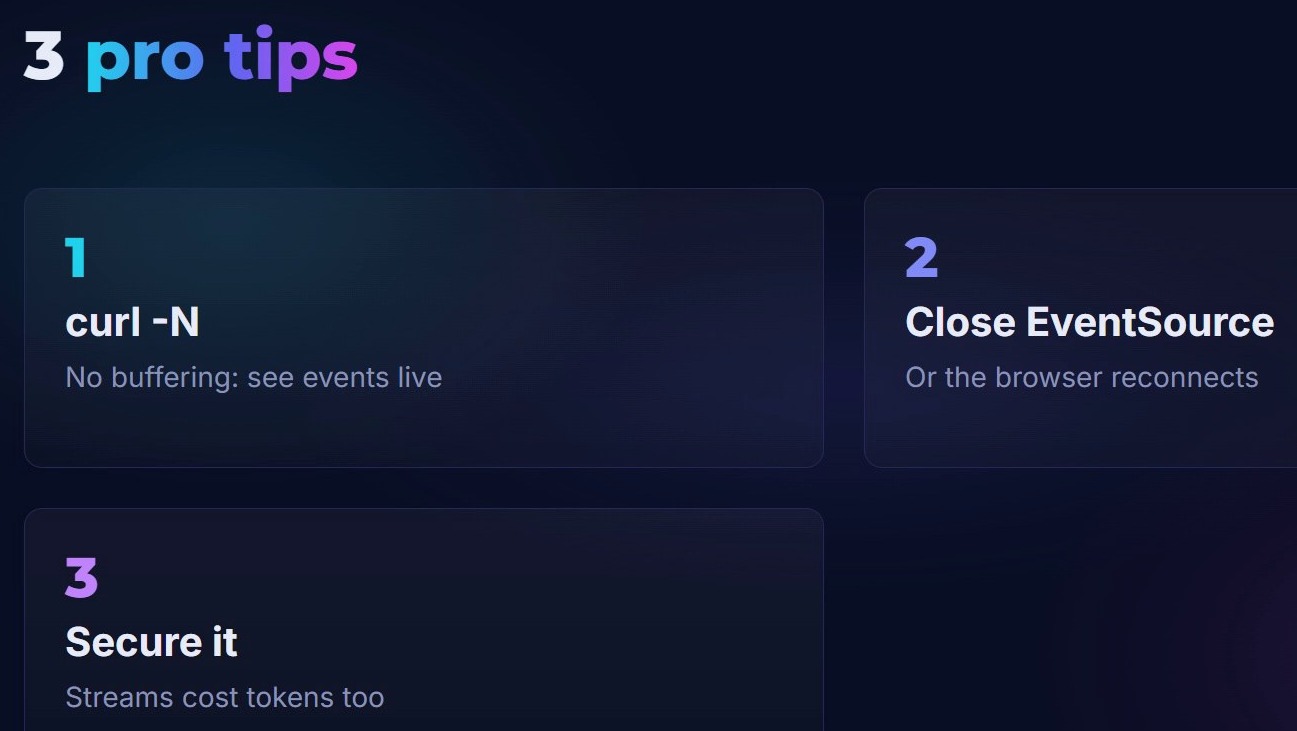 3 pro tips
1
curl -N
No buffering: see events live
2
Close EventSource
Or the browser reconnects
3
Secure it
Streams cost tokens too